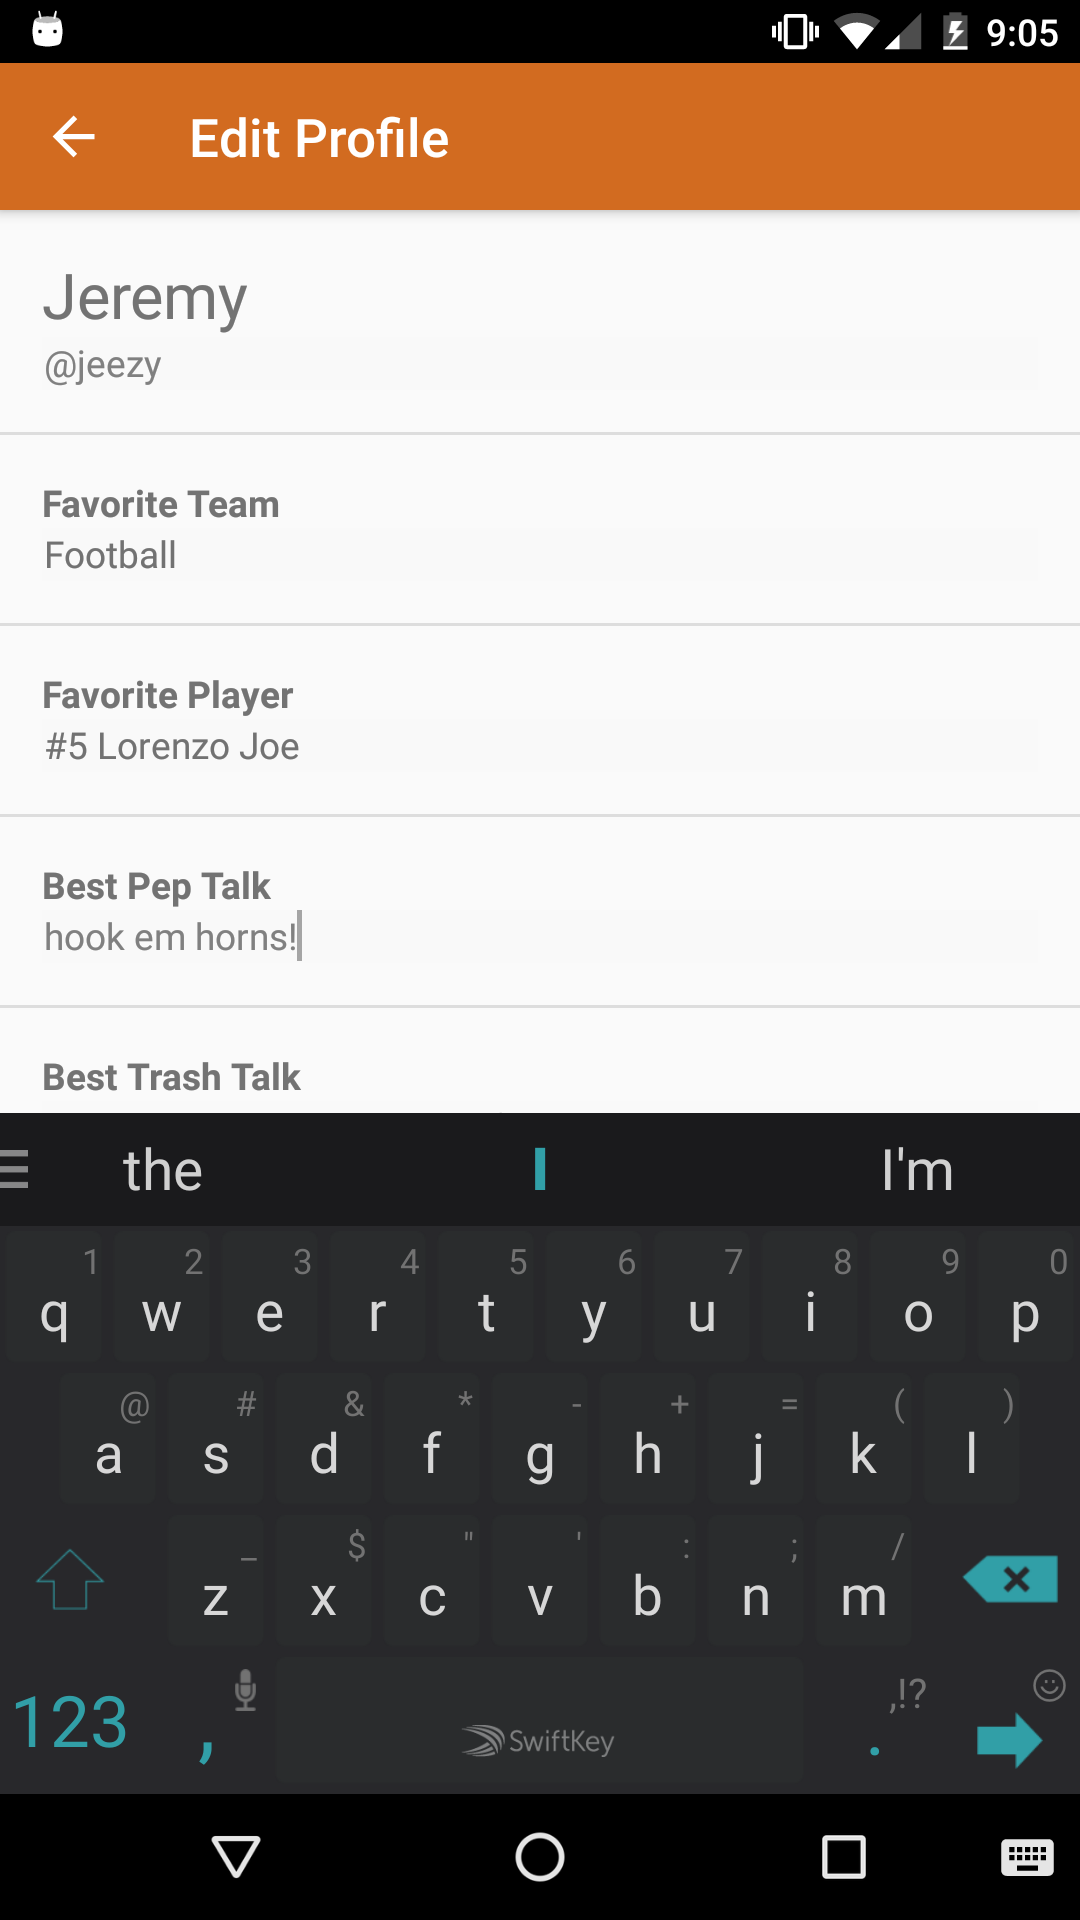 9:05
Edit Profile
Jeremy
@jeezy
Favorite Team
Football
Favorite Player
#5 Lorenzo Joe
Best Pep Talk
hook em horns!
Best Trash Talk
the I I'm
1 2 3 4 5 6 7 8 9 0
q w e r t y u i o p
@ # & * - + = ( )
a s d f g h j k l
_ $ " ' : ; /
z x c v b n m
123 , SwiftKey . ,!?